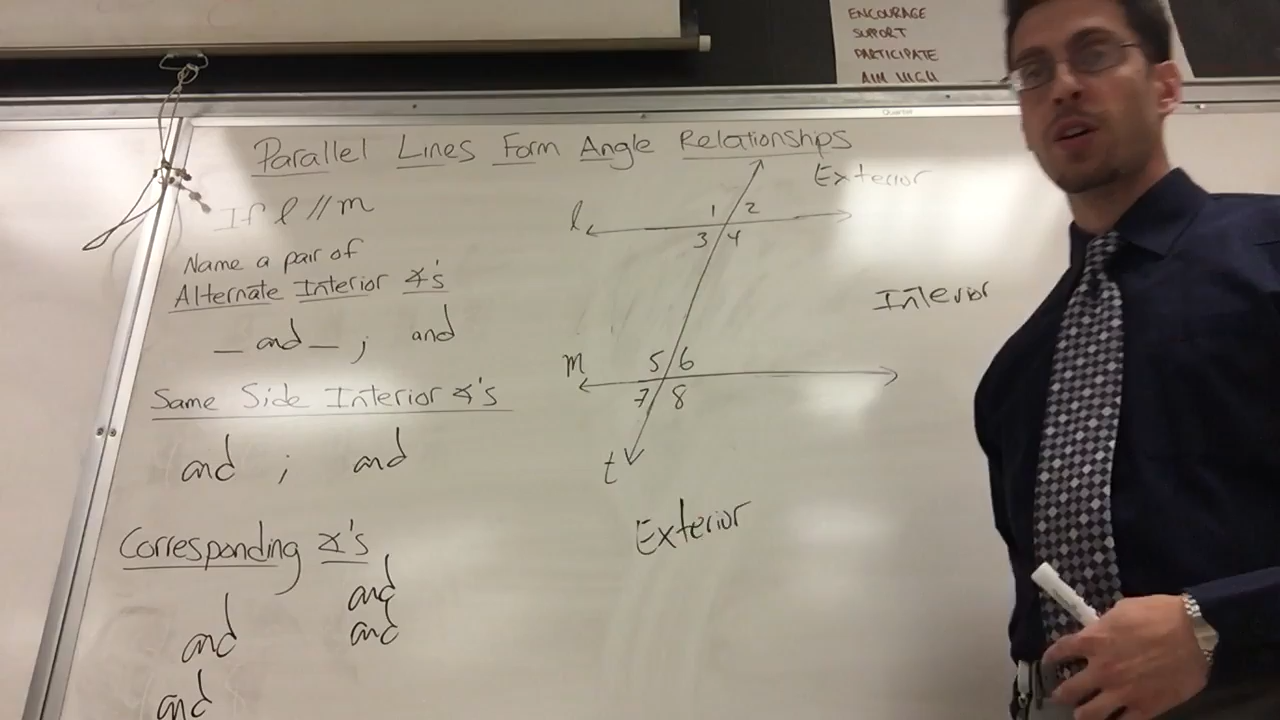 ENCOURAGE
SUPPORT
PARTICIPATE
AIM HIGH
Quartet
Parallel Lines Form Angle Relationships
If l // m
Name a pair of
Alternate Interior ∡'s
_ and _ ; and
Same Side Interior ∡'s
and ; and
Corresponding ∡'s
and
and
and
and
Exterior
l
1 2
3 4
Interior
m
5 6
7 8
t
Exterior